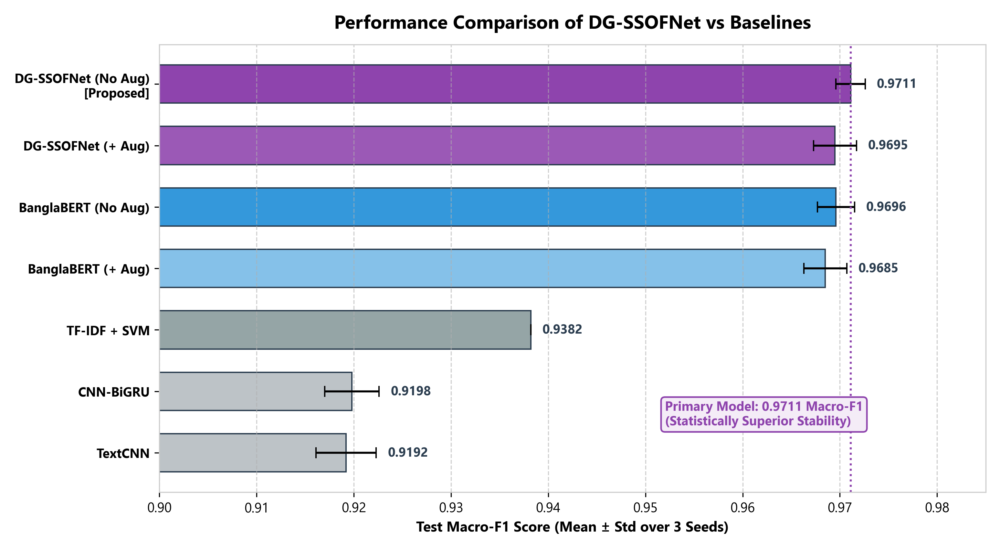 Performance Comparison of DG-SSOFNet vs Baselines
DG-SSOFNet (No Aug)
[Proposed]
0.9711
DG-SSOFNet (+ Aug)
0.9695
BanglaBERT (No Aug)
0.9696
BanglaBERT (+ Aug)
0.9685
TF-IDF + SVM
0.9382
CNN-BiGRU
0.9198
Primary Model: 0.9711 Macro-F1
(Statistically Superior Stability)
TextCNN
0.9192
0.90 0.91 0.92 0.93 0.94 0.95 0.96 0.97 0.98
Test Macro-F1 Score (Mean ± Std over 3 Seeds)